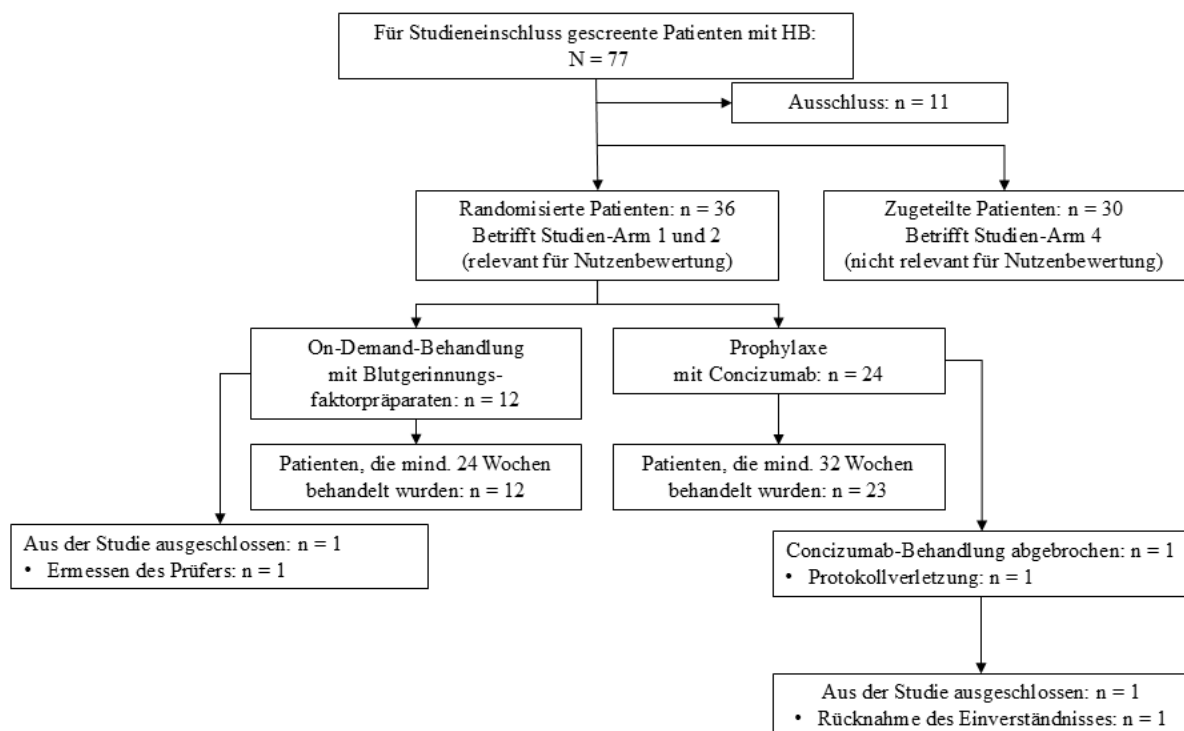 Für Studieneinschluss gescreente Patienten mit HB:
N = 77
Ausschluss: n = 11
Randomisierte Patienten: n = 36
Betrifft Studien-Arm 1 und 2
(relevant für Nutzenbewertung)
Zugeteilte Patienten: n = 30
Betrifft Studien-Arm 4
(nicht relevant für Nutzenbewertung)
On-Demand-Behandlung
mit Blutgerinnungs-
faktorpräparaten: n = 12
Prophylaxe
mit Concizumab: n = 24
Patienten, die mind. 24 Wochen
behandelt wurden: n = 12
Patienten, die mind. 32 Wochen
behandelt wurden: n = 23
Aus der Studie ausgeschlossen: n = 1
• Ermessen des Prüfers: n = 1
Concizumab-Behandlung abgebrochen: n = 1
• Protokollverletzung: n = 1
Aus der Studie ausgeschlossen: n = 1
• Rücknahme des Einverständnisses: n = 1